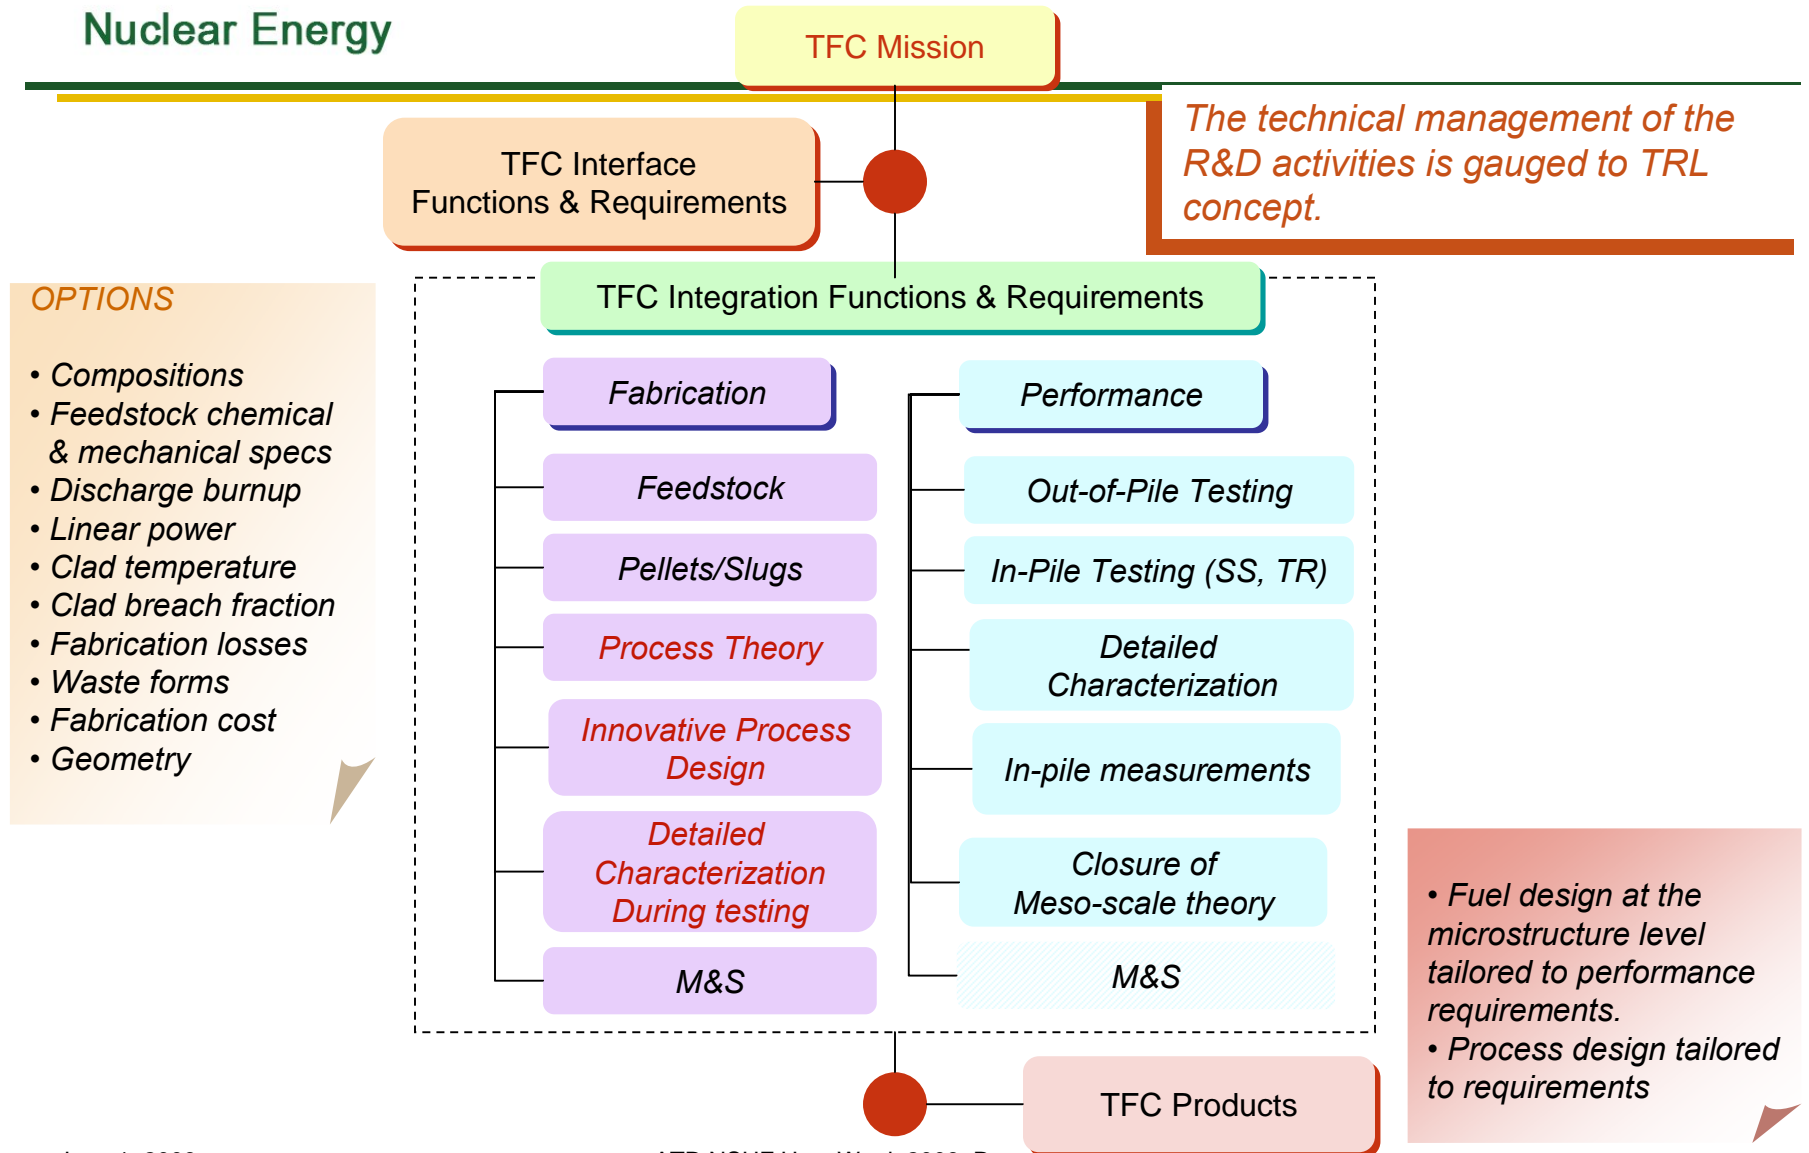 Nuclear Energy
TFC Mission
The technical management of the
R&D activities is gauged to TRL
concept.
TFC Interface
Functions & Requirements
TFC Integration Functions & Requirements
OPTIONS
• Compositions
• Feedstock chemical
& mechanical specs
• Discharge burnup
• Linear power
• Clad temperature
• Clad breach fraction
• Fabrication losses
• Waste forms
• Fabrication cost
• Geometry
Fabrication
Feedstock
Pellets/Slugs
Process Theory
Innovative Process
Design
Detailed
Characterization
During testing
M&S
Performance
Out-of-Pile Testing
In-Pile Testing (SS, TR)
Detailed
Characterization
In-pile measurements
Closure of
Meso-scale theory
M&S
• Fuel design at the
microstructure level
tailored to performance
requirements.
• Process design tailored
to requirements
TFC Products